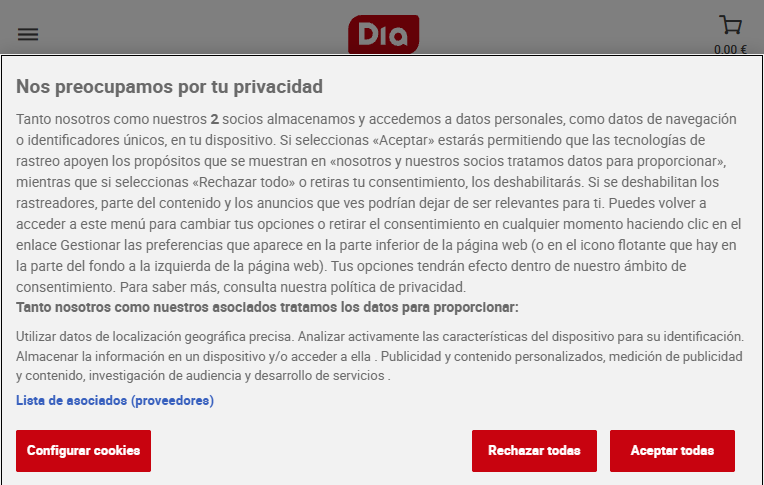 Dia
0,00 €
Nos preocupamos por tu privacidad
Tanto nosotros como nuestros 2 socios almacenamos y accedemos a datos personales, como datos de navegación
o identificadores únicos, en tu dispositivo. Si seleccionas «Aceptar» estarás permitiendo que las tecnologías de
rastreo apoyen los propósitos que se muestran en «nosotros y nuestros socios tratamos datos para proporcionar»,
mientras que si seleccionas «Rechazar todo» o retiras tu consentimiento, los deshabilitarás. Si se deshabilitan los
rastreadores, parte del contenido y los anuncios que ves podrían dejar de ser relevantes para ti. Puedes volver a
acceder a este menú para cambiar tus opciones o retirar el consentimiento en cualquier momento haciendo clic en el
enlace Gestionar las preferencias que aparece en la parte inferior de la página web (o en el icono flotante que hay en
la parte del fondo a la izquierda de la página web). Tus opciones tendrán efecto dentro de nuestro ámbito de
consentimiento. Para saber más, consulta nuestra política de privacidad.
Tanto nosotros como nuestros asociados tratamos los datos para proporcionar:
Utilizar datos de localización geográfica precisa. Analizar activamente las características del dispositivo para su identificación.
Almacenar la información en un dispositivo y/o acceder a ella . Publicidad y contenido personalizados, medición de publicidad
y contenido, investigación de audiencia y desarrollo de servicios .
Lista de asociados (proveedores)
Configurar cookies
Rechazar todas
Aceptar todas